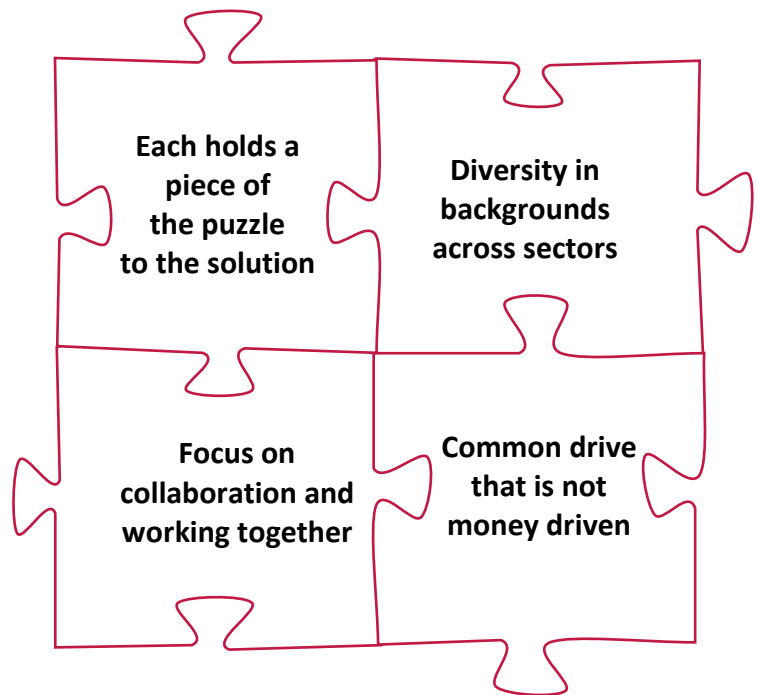 Each holds a
piece of
the puzzle
to the solution
Diversity in
backgrounds
across sectors
Focus on
collaboration and
working together
Common drive
that is not
money driven